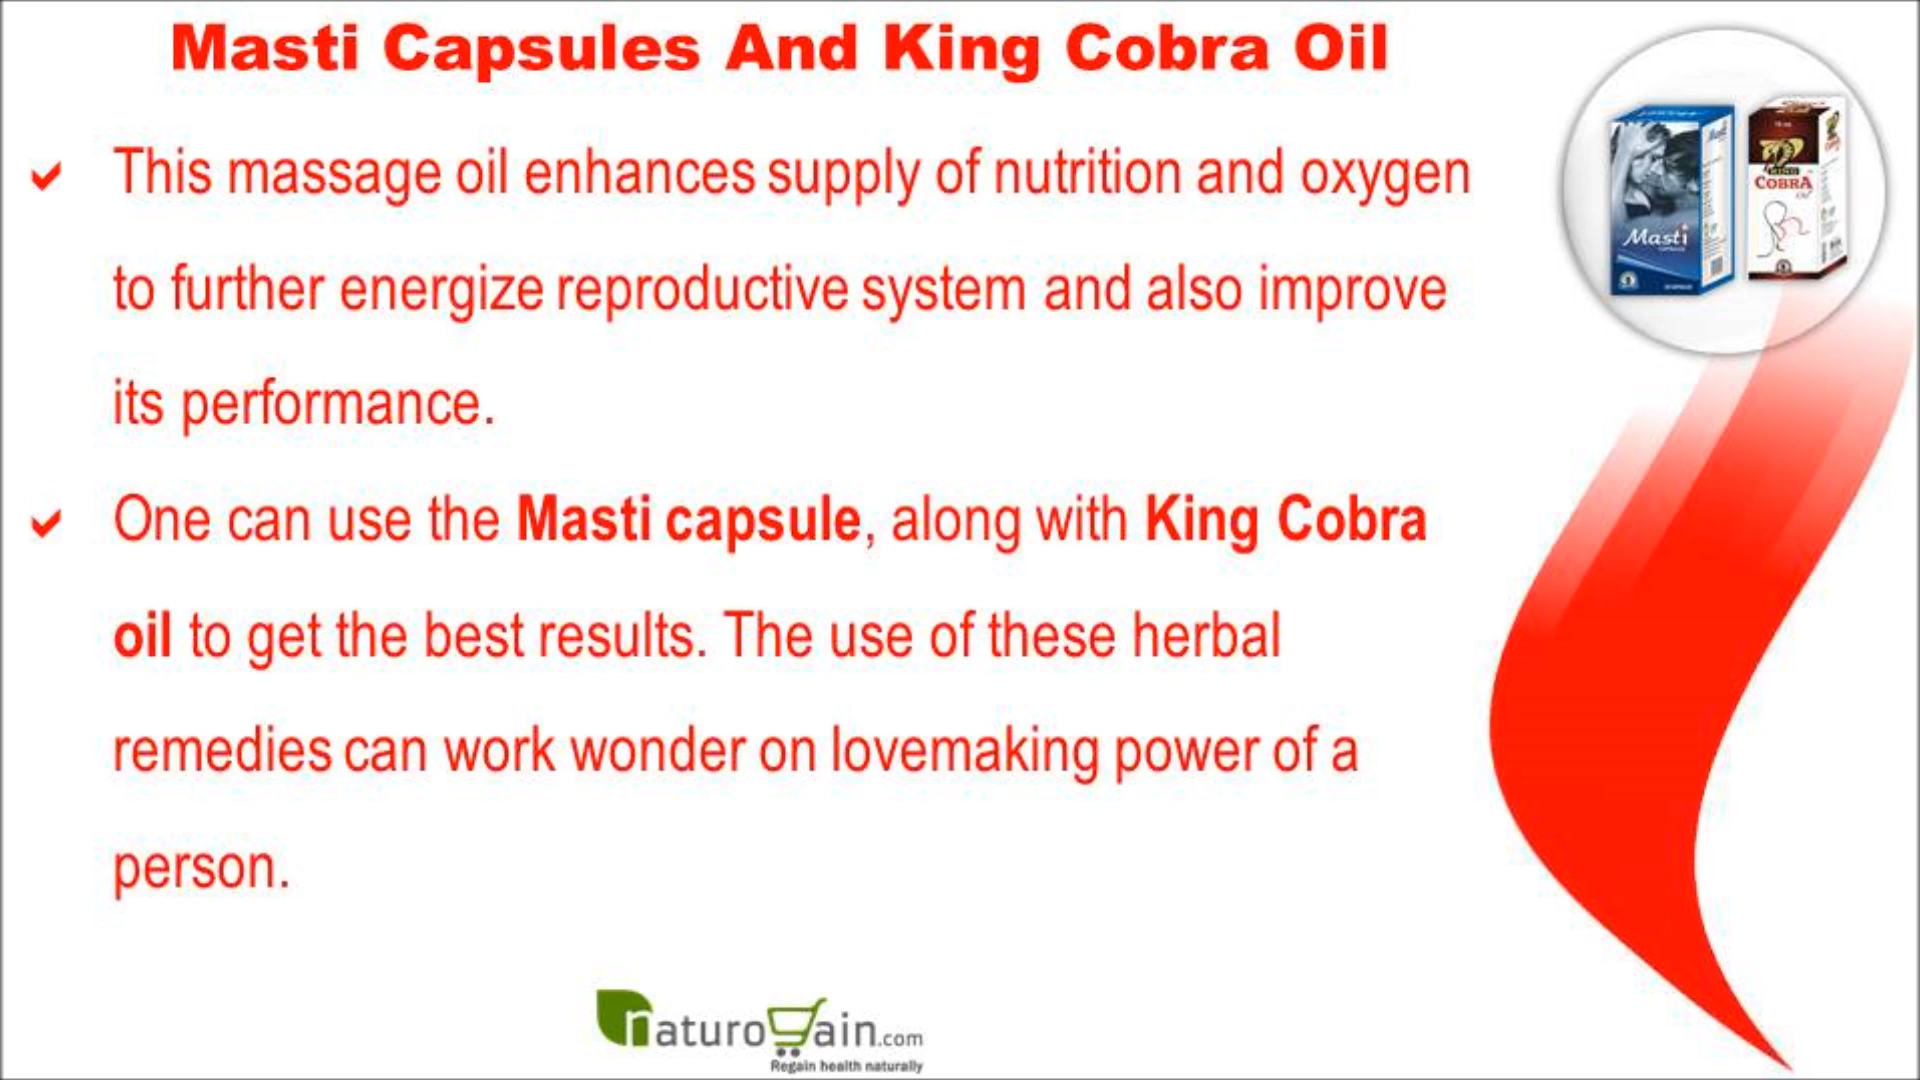 Masti Capsules And King Cobra Oil
This massage oil enhances supply of nutrition and oxygen
to further energize reproductive system and also improve
its performance.
One can use the Masti capsule, along with King Cobra
oil to get the best results. The use of these herbal
remedies can work wonder on lovemaking power of a
person.
Masti
KING
COBRA
Oil
naturogain.com
Regain health naturally